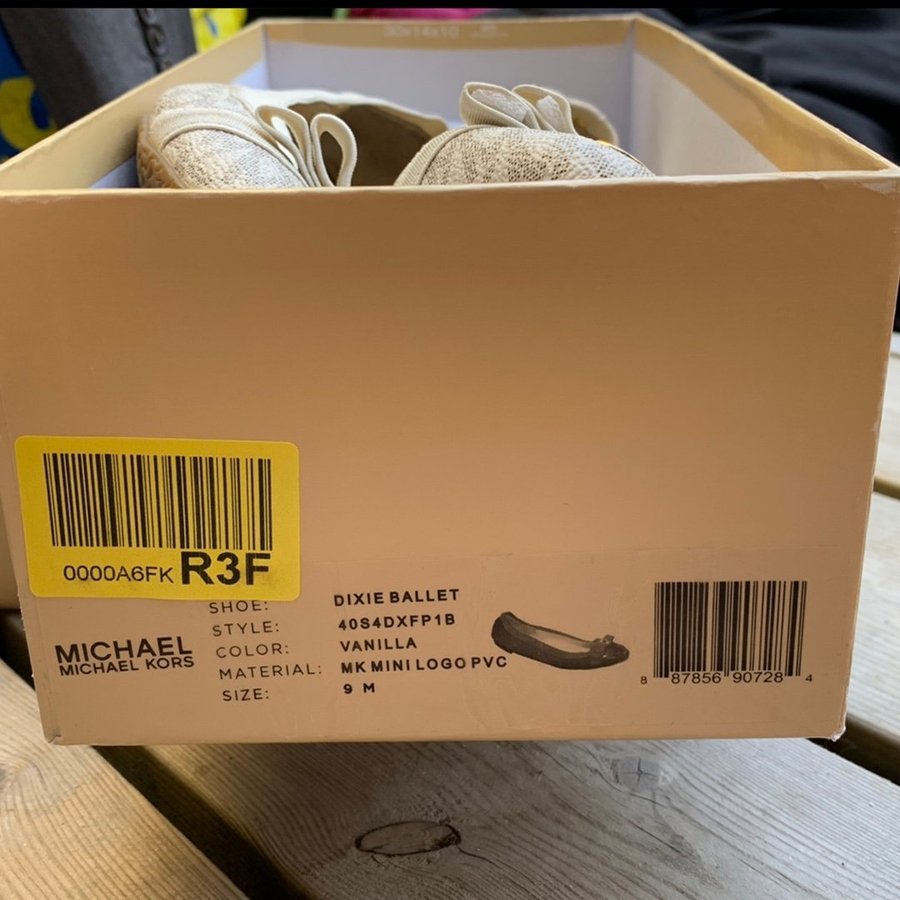 30x14x10
0000A6FK R3F
MICHAEL
MICHAEL KORS
SHOE: DIXIE BALLET
STYLE: 40S4DXFP1B
COLOR: VANILLA
MATERIAL: MK MINI LOGO PVC
SIZE: 9 M
8 87856 90728 4